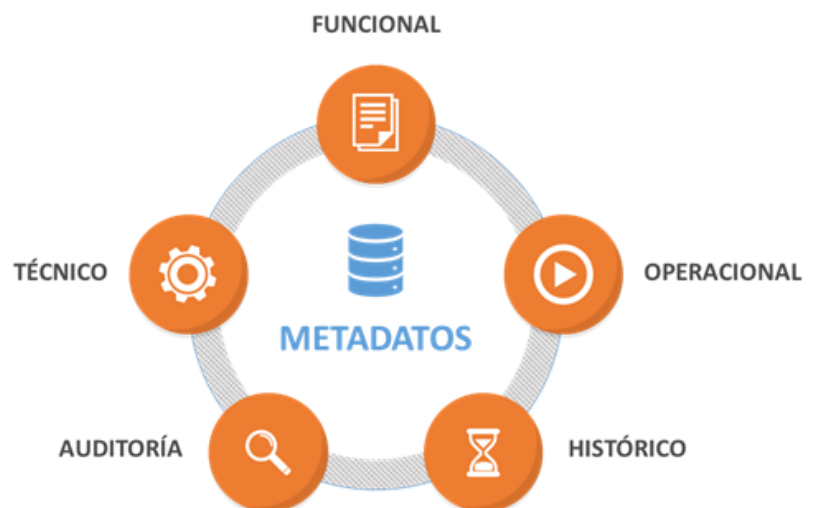 FUNCIONAL
TÉCNICO
OPERACIONAL
METADATOS
AUDITORÍA
HISTÓRICO